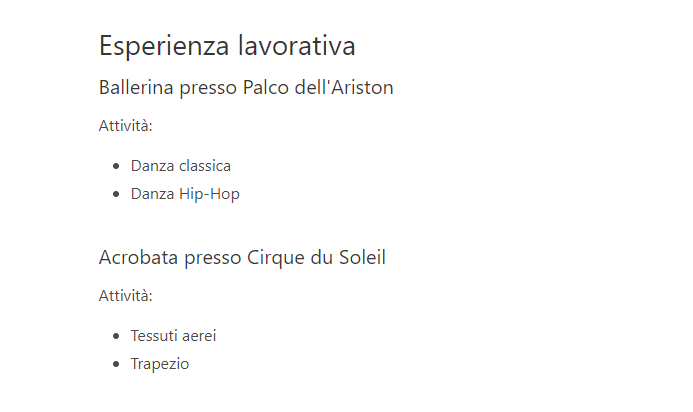 Esperienza lavorativa
Ballerina presso Palco dell'Ariston
Attività:
• Danza classica
• Danza Hip-Hop
Acrobata presso Cirque du Soleil
Attività:
• Tessuti aerei
• Trapezio